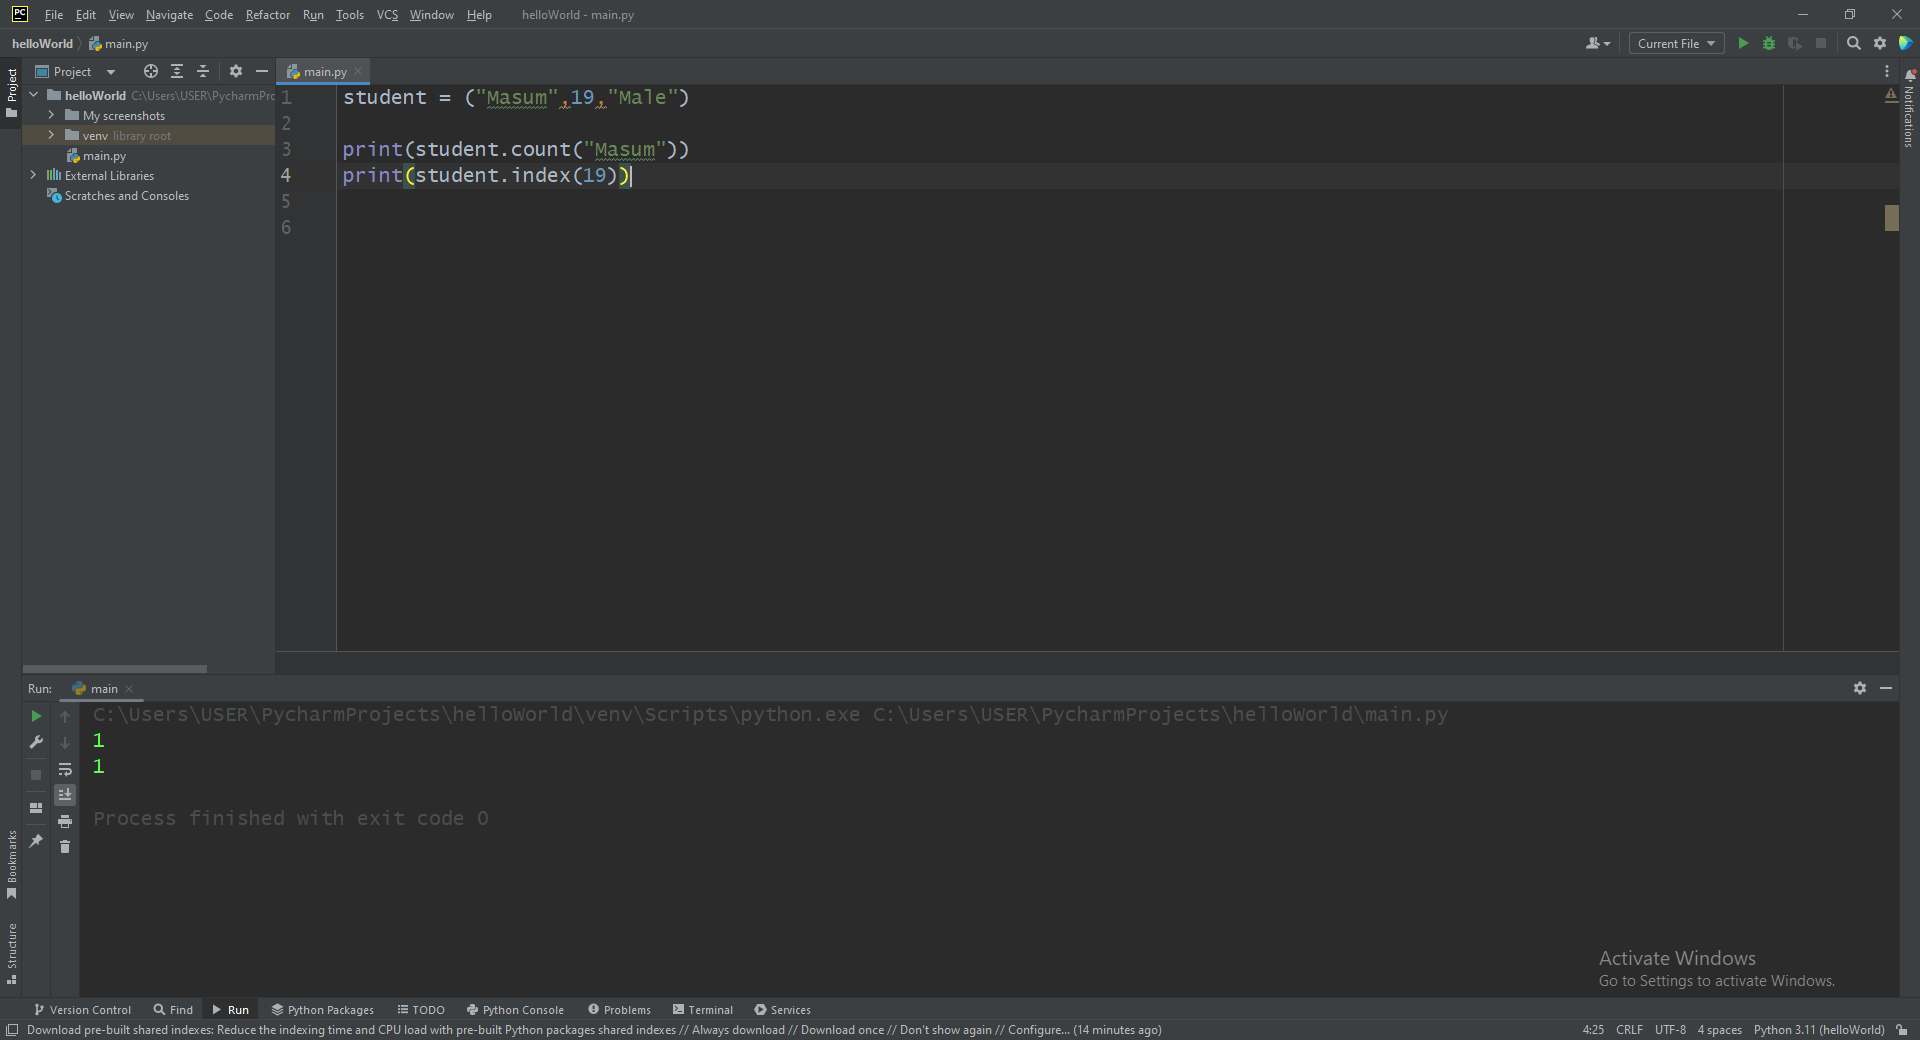 PC File Edit View Navigate Code Refactor Run Tools VCS Window Help helloWorld - main.py
helloWorld main.py
Current File
Project
Project
main.py
Notifications
helloWorld C:\Users\USER\PycharmPro
My screenshots
venv library root
main.py
External Libraries
Scratches and Consoles
1 student = ("Masum",19,"Male")
2
3 print(student.count("Masum"))
4 print(student.index(19))
5
6
Run: main
C:\Users\USER\PycharmProjects\helloWorld\venv\Scripts\python.exe C:\Users\USER\PycharmProjects\helloWorld\main.py
1
1
Process finished with exit code 0
Bookmarks
Structure
Activate Windows
Go to Settings to activate Windows.
Version Control Find Run Python Packages TODO Python Console Problems Terminal Services
Download pre-built shared indexes: Reduce the indexing time and CPU load with pre-built Python packages shared indexes // Always download // Download once // Don't show again // Configure... (14 minutes ago) 4:25 CRLF UTF-8 4 spaces Python 3.11 (helloWorld)